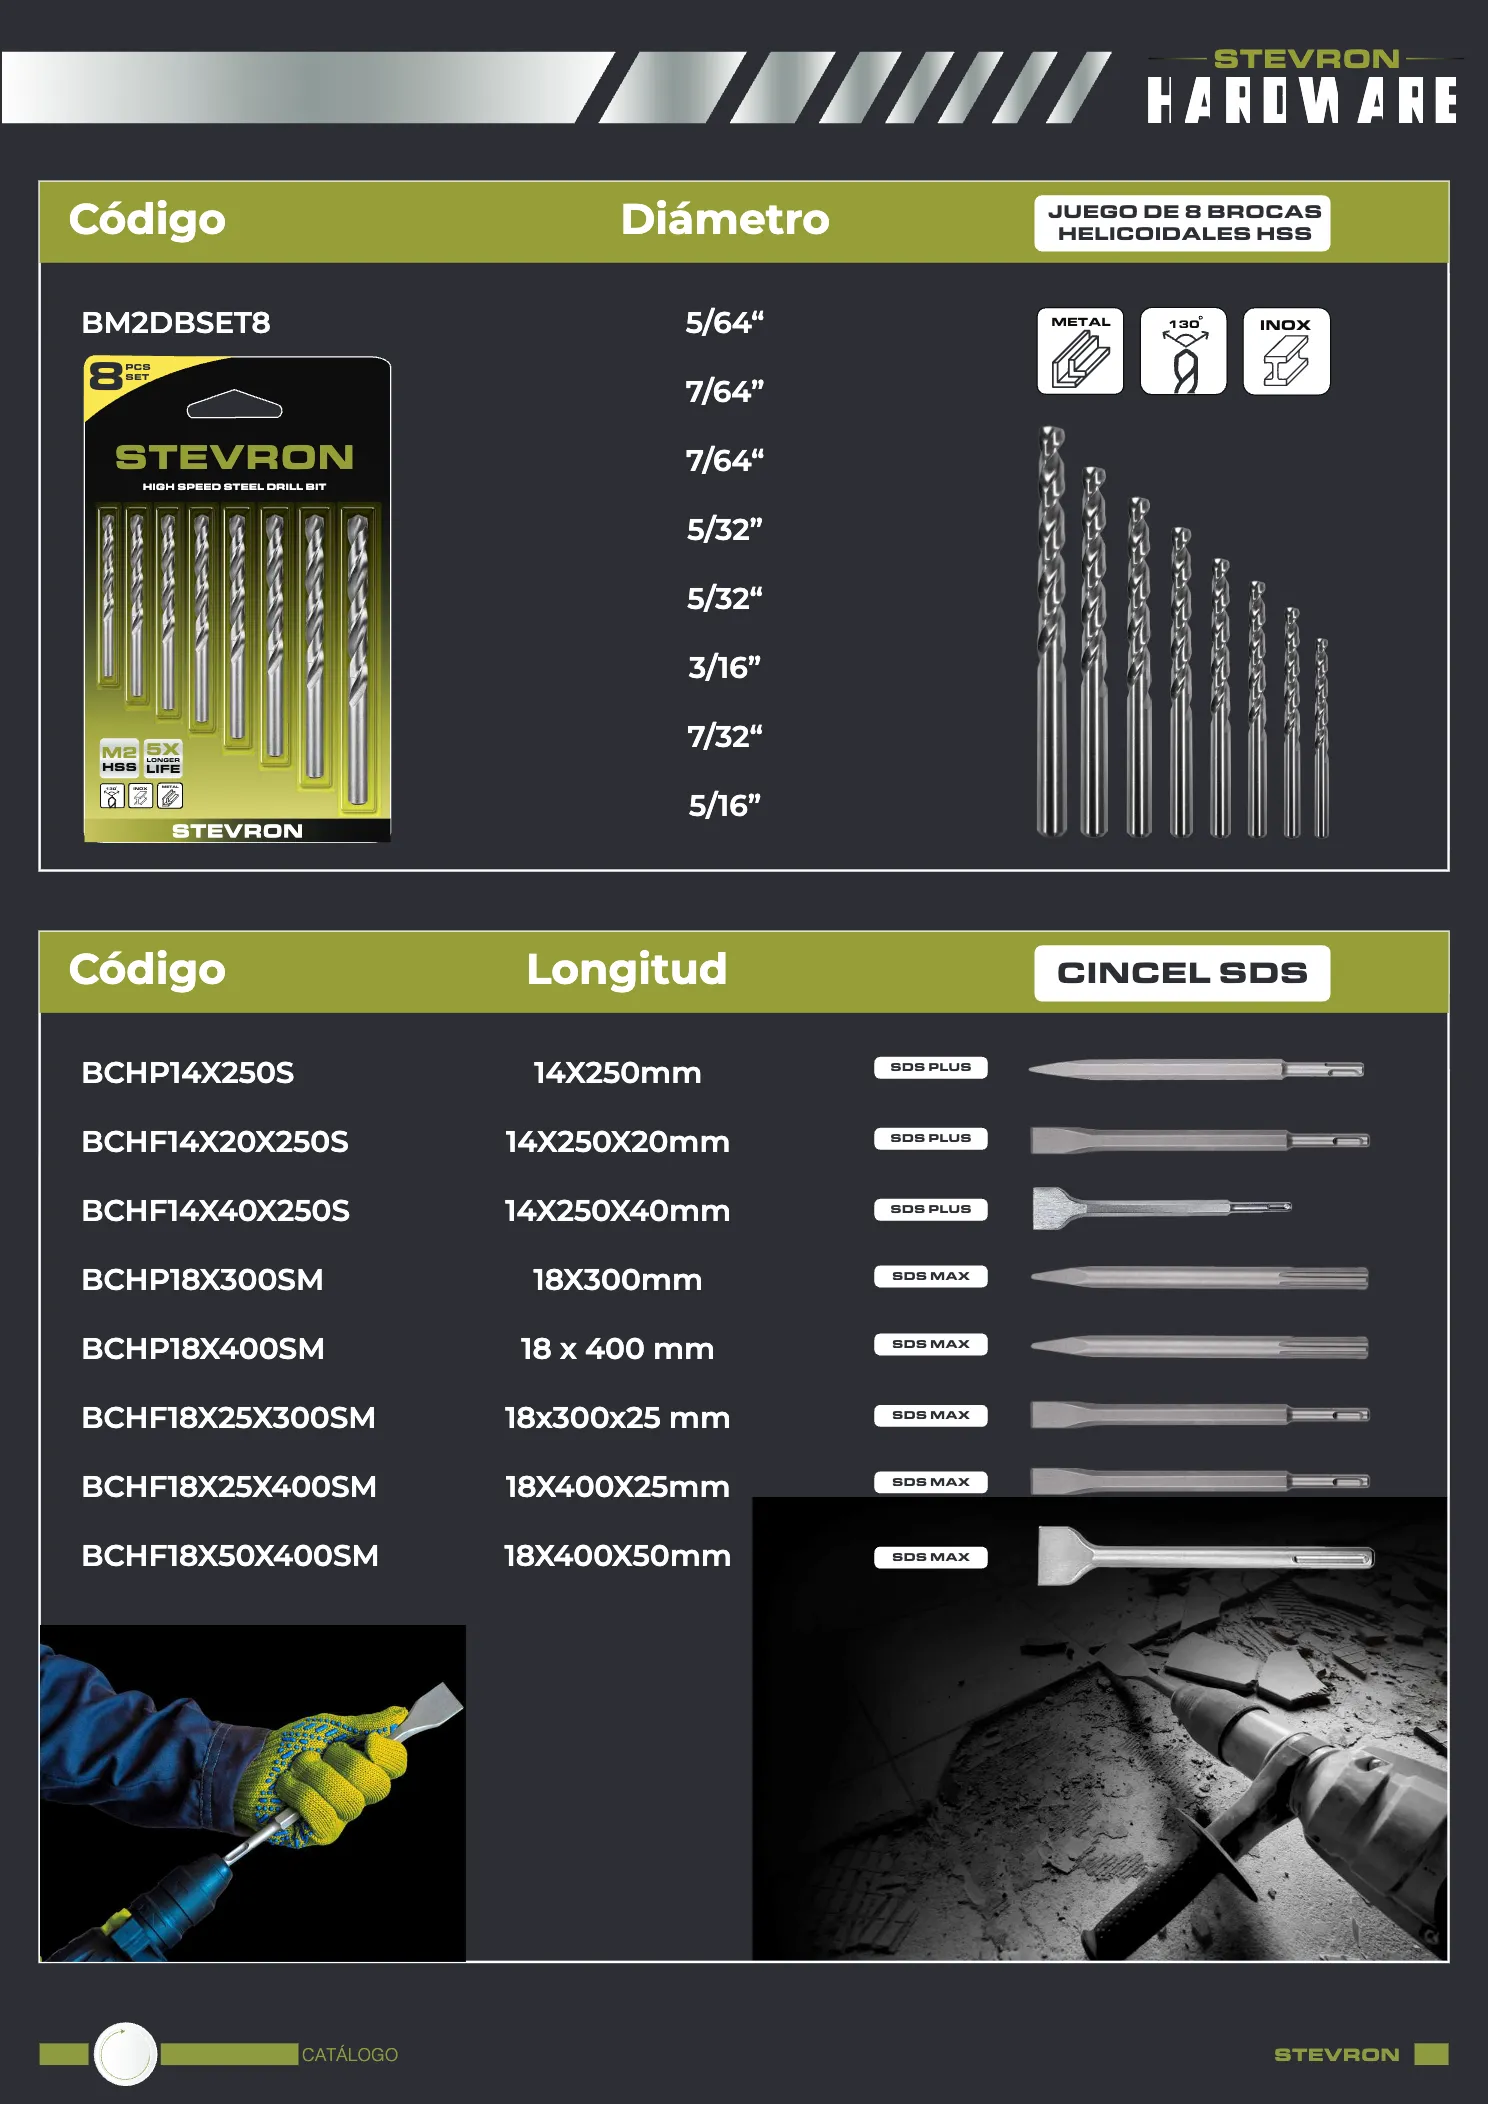 STEVRON
HARDWARE
Código Diámetro JUEGO DE 8 BROCAS
HELICOIDALES HSS
BM2DBSET8 5/64“
METAL 130° INOX
8 PCS
SET
STEVRON
HIGH SPEED STEEL DRILL BIT
M2
HSS
5X
LONGER
LIFE
130° INOX METAL
STEVRON
7/64”
7/64“
5/32”
5/32“
3/16”
7/32“
5/16”
Código Longitud CINCEL SDS
BCHP14X250S 14X250mm SDS PLUS
BCHF14X20X250S 14X250X20mm SDS PLUS
BCHF14X40X250S 14X250X40mm SDS PLUS
BCHP18X300SM 18X300mm SDS MAX
BCHP18X400SM 18 x 400 mm SDS MAX
BCHF18X25X300SM 18x300x25 mm SDS MAX
BCHF18X25X400SM 18X400X25mm SDS MAX
BCHF18X50X400SM 18X400X50mm SDS MAX
CATÁLOGO STEVRON